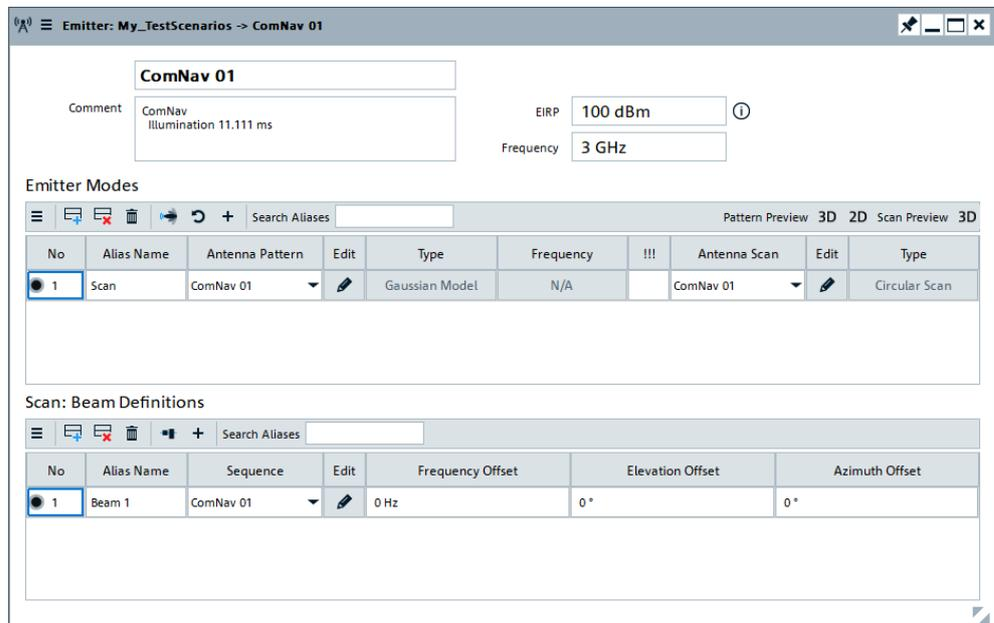 Emitter: My_TestScenarios -> ComNav 01
ComNav 01
Comment
ComNav
Illumination 11.111 ms
EIRP 100 dBm
Frequency 3 GHz
Emitter Modes
Search Aliases Pattern Preview 3D 2D Scan Preview 3D
No Alias Name Antenna Pattern Edit Type Frequency !!! Antenna Scan Edit Type
1 Scan ComNav 01 Gaussian Model N/A ComNav 01 Circular Scan
Scan: Beam Definitions
Search Aliases
No Alias Name Sequence Edit Frequency Offset Elevation Offset Azimuth Offset
1 Beam 1 ComNav 01 0 Hz 0 ° 0 °